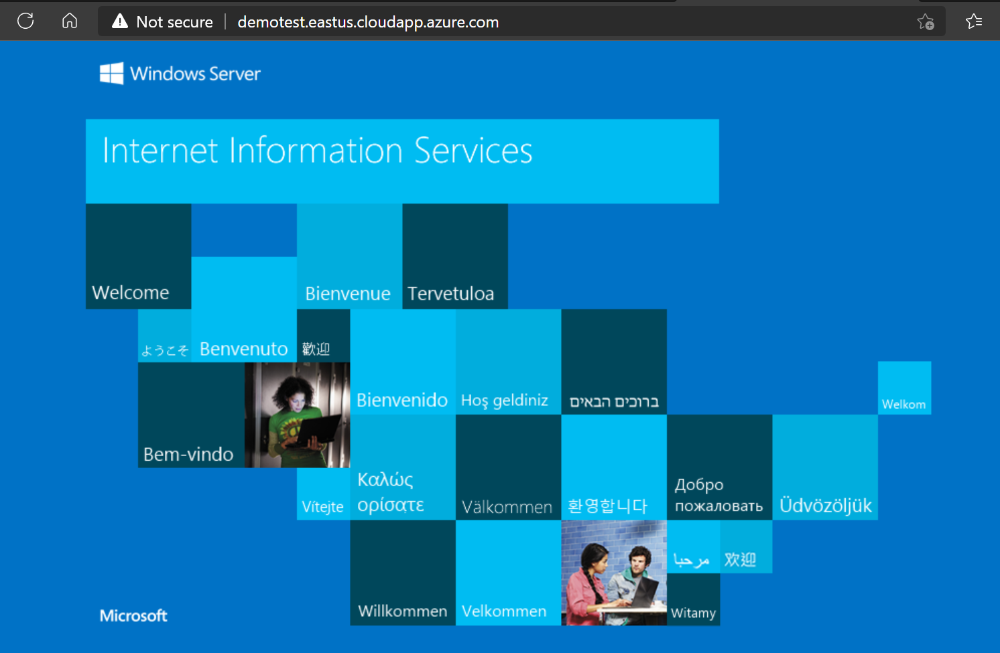 Not secure
demotest.eastus.cloudapp.azure.com
Windows Server
Internet Information Services
Welcome
Bienvenue
Tervetuloa
ようこそ
Benvenuto
歡迎
Bienvenido
Hoş geldiniz
ברוכים הבאים
Welkom
Bem-vindo
Vítejte
Καλώς
ορίσατε
Välkommen
환영합니다
Добро
пожаловать
Üdvözöljük
مرحبا
欢迎
Willkommen
Velkommen
Witamy
Microsoft